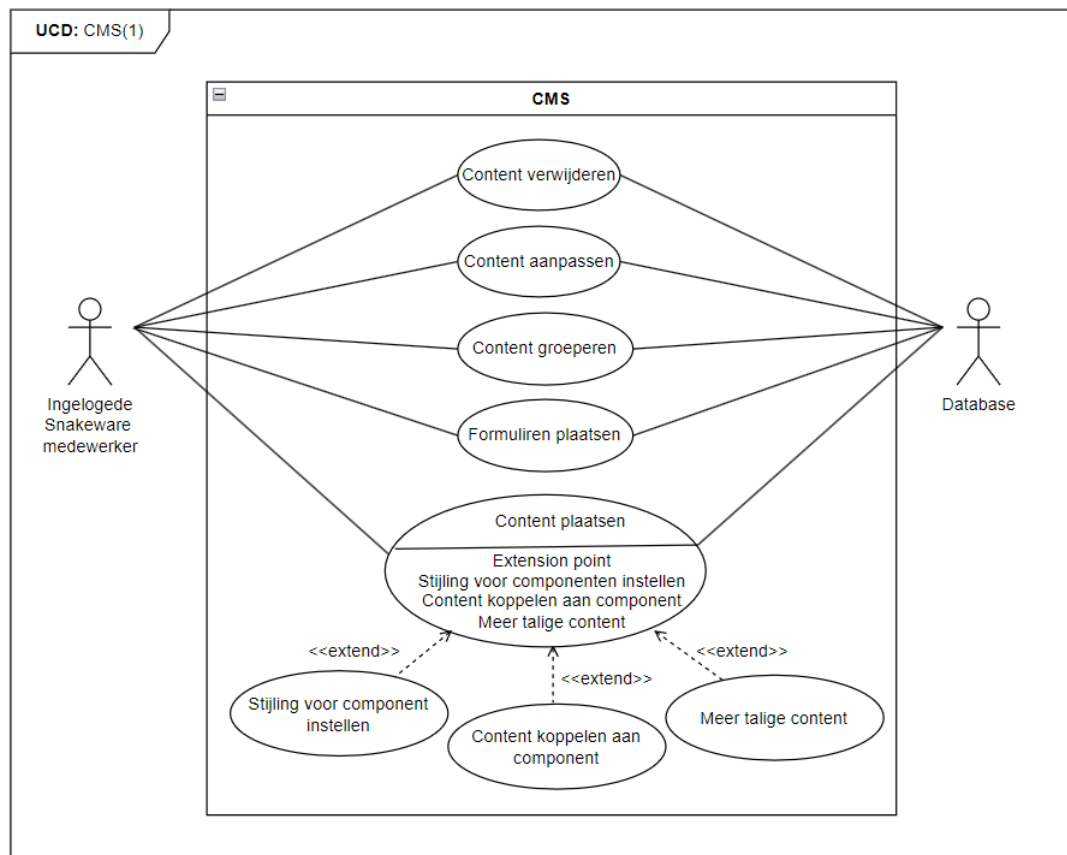 UCD: CMS(1)
CMS
Content verwijderen
Content aanpassen
Content groeperen
Formuliren plaatsen
Ingelogede
Snakeware
medewerker
Database
Content plaatsen
Extension point
Stijling voor componenten instellen
Content koppelen aan component
Meer talige content
<<extend>>
<<extend>>
<<extend>>
Stijling voor component
instellen
Content koppelen aan
component
Meer talige content